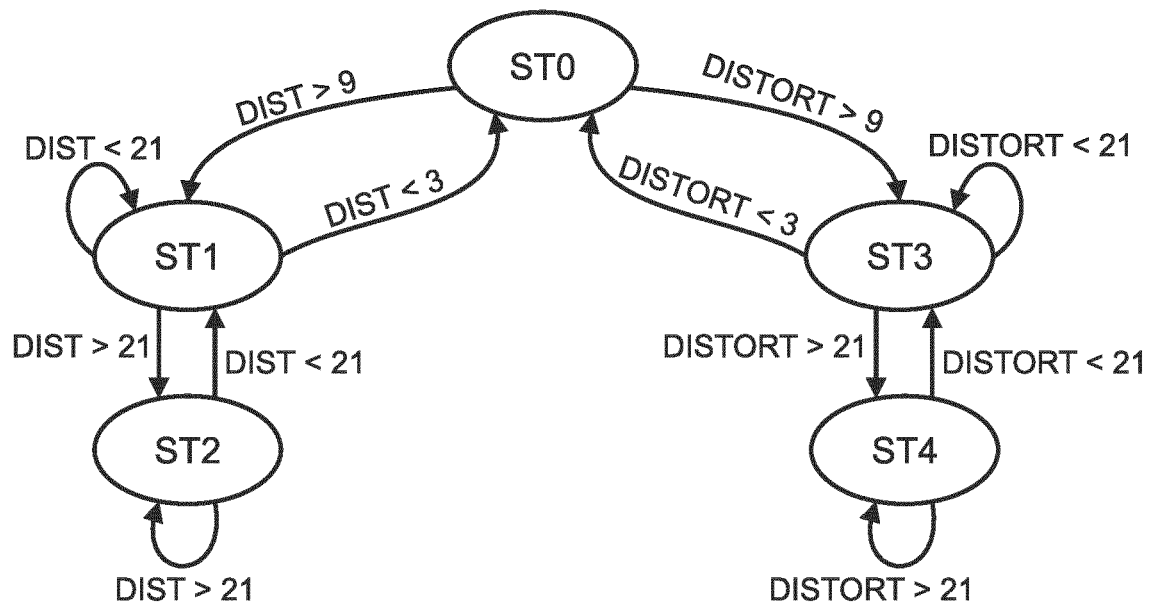 ST0
DIST > 9
DISTORT > 9
DIST < 21
DISTORT < 21
DIST < 3
DISTORT < 3
ST1
ST3
DIST > 21
DIST < 21
DISTORT > 21
DISTORT < 21
ST2
ST4
DIST > 21
DISTORT > 21